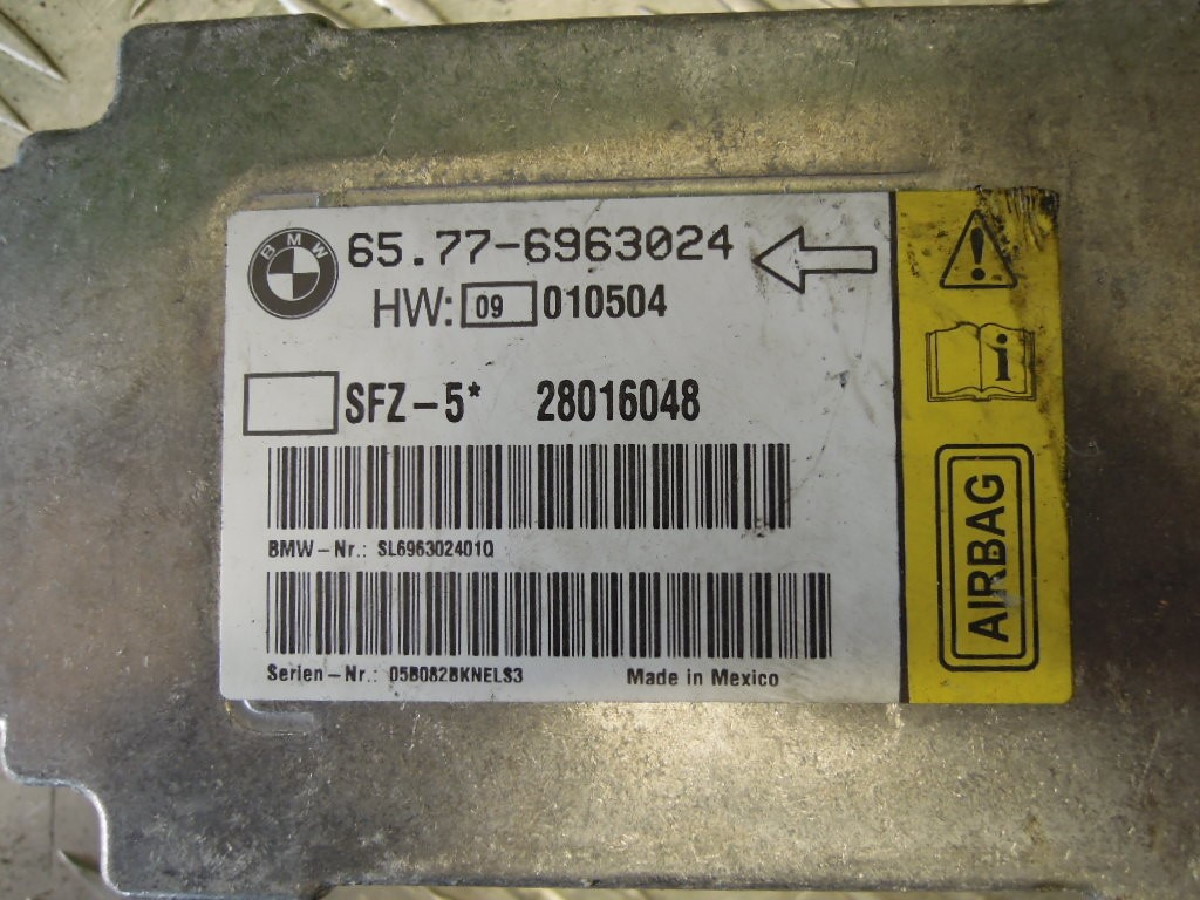 BMW
65.77-6963024
HW: 09 010504
SFZ-5* 28016048
BMW-Nr.: SL696302401Q
Serien-Nr.: 05B082BKNELS3 Made in Mexico
i
AIRBAG